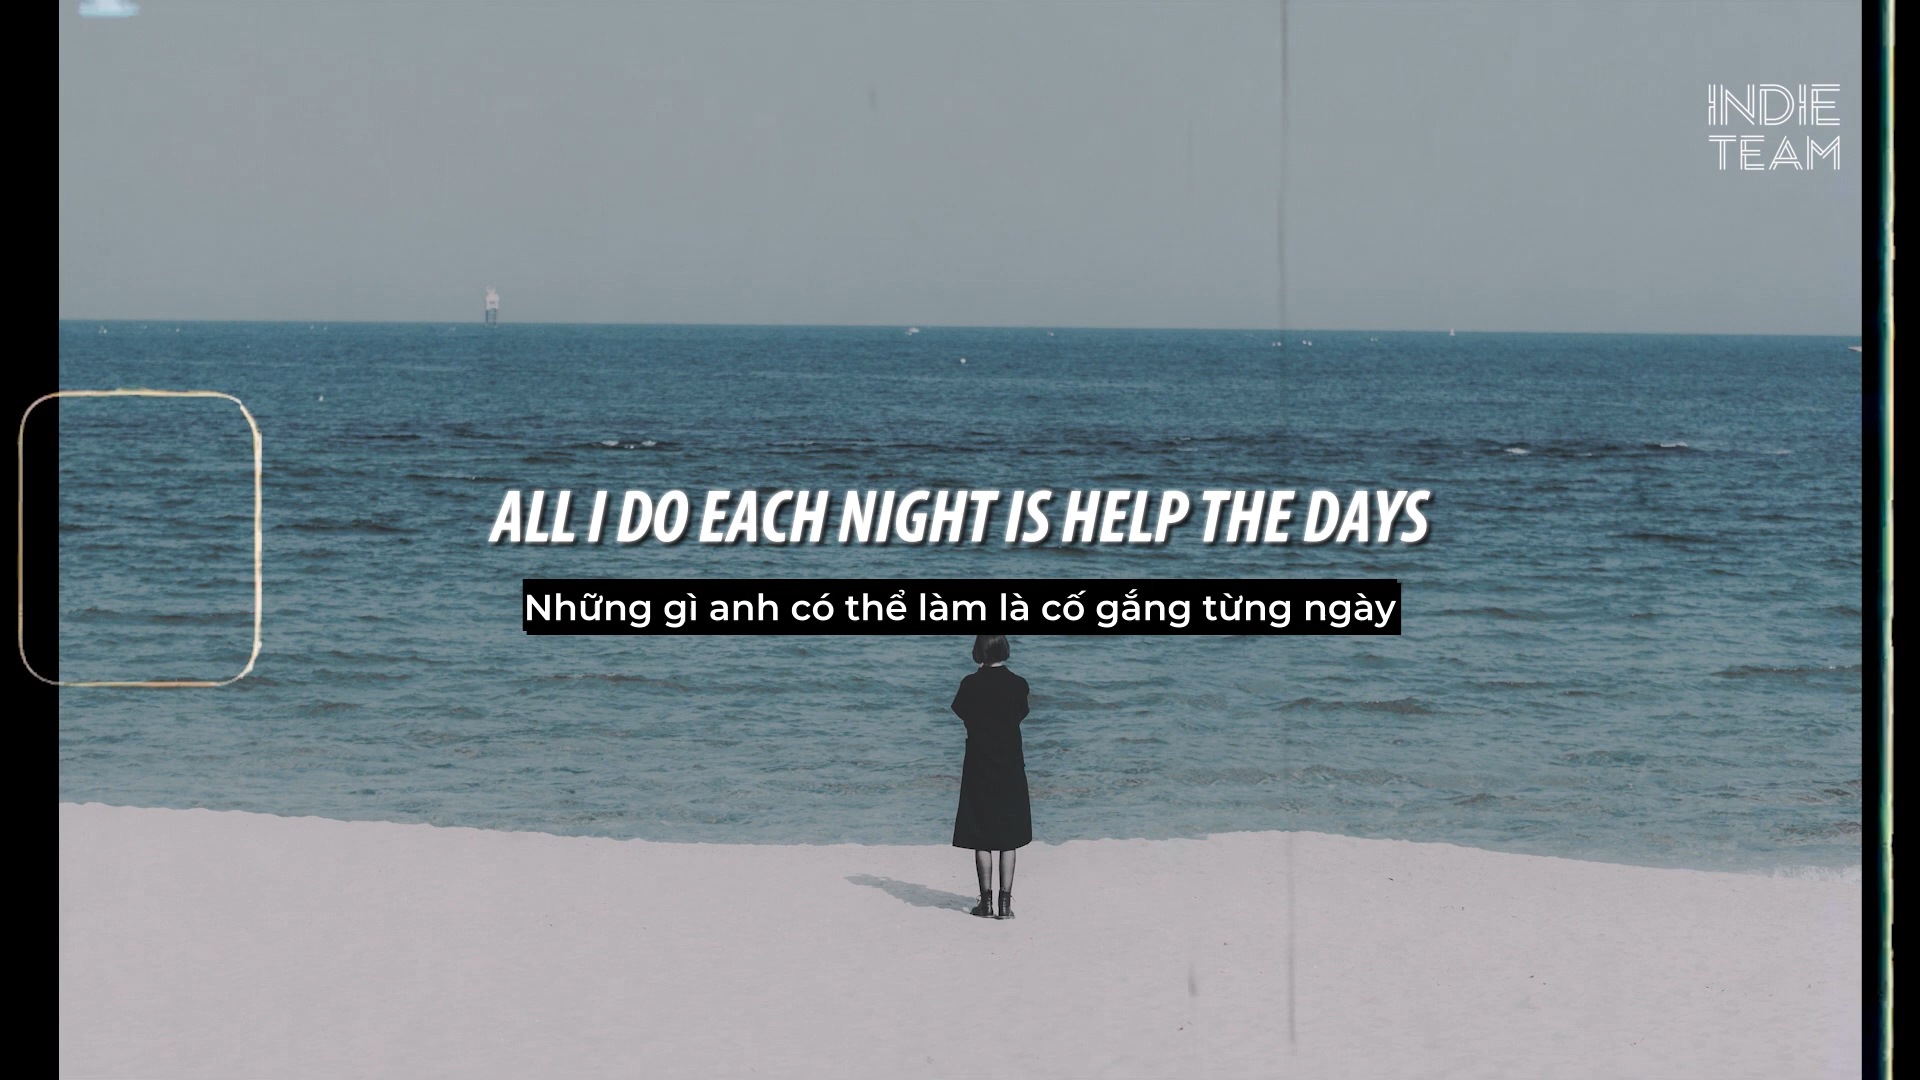 INDIE
TEAM
ALL I DO EACH NIGHT IS HELP THE DAYS
Những gì anh có thể làm là cố gắng từng ngày